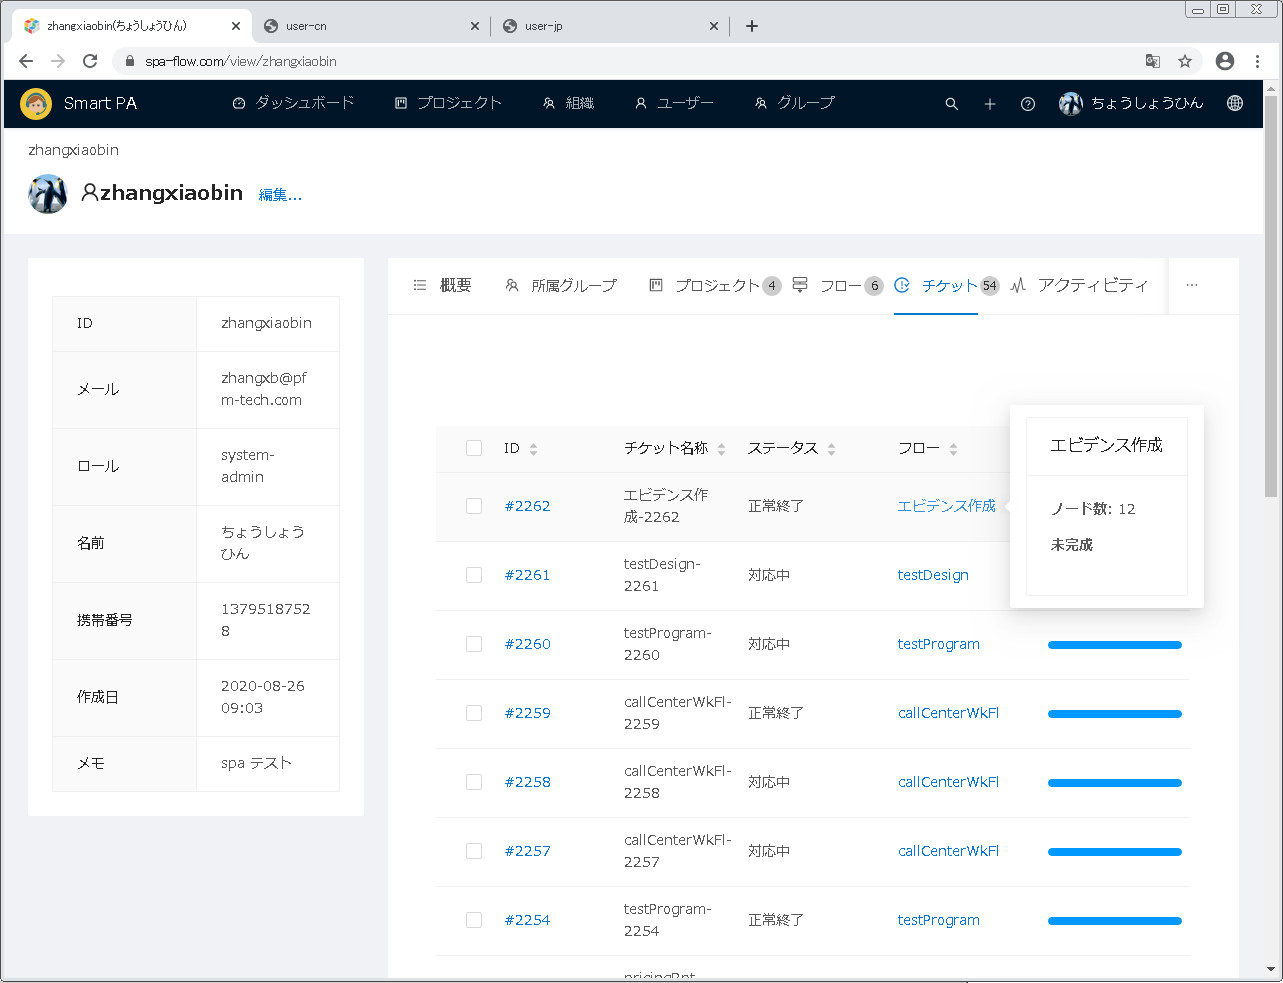 zhangxiaobin(ちょうしょうひん)
user-cn
user-jp
spa-flow.com/view/zhangxiaobin
Smart PA
ダッシュボード
プロジェクト
組織
ユーザー
グループ
ちょうしょうひん
zhangxiaobin
zhangxiaobin
編集...
ID
zhangxiaobin
メール
zhangxb@pf
m-tech.com
ロール
system-
admin
名前
ちょうしょう
ひん
携帯番号
1379518752
8
作成日
2020-08-26
09:03
メモ
spa テスト
概要
所属グループ
プロジェクト 4
フロー 6
チケット 54
アクティビティ
...
ID
チケット名称
ステータス
フロー
#2262
エビデンス作
成-2262
正常終了
エビデンス作成
#2261
testDesign-
2261
対応中
testDesign
#2260
testProgram-
2260
対応中
testProgram
#2259
callCenterWkFl-
2259
正常終了
callCenterWkFl
#2258
callCenterWkFl-
2258
対応中
callCenterWkFl
#2257
callCenterWkFl-
2257
対応中
callCenterWkFl
#2254
testProgram-
2254
正常終了
testProgram
エビデンス作成
ノード数: 12
未完成